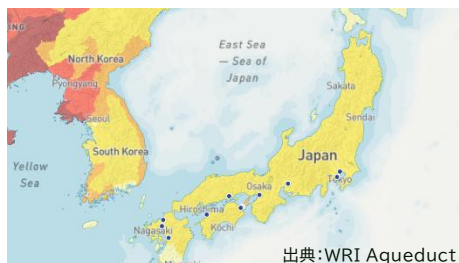 NG
North Korea
Pyongyang
Seoul
South Korea
Yellow
Sea
East Sea
— Sea of
Japan
Sakata
Sendai
Japan
Tokyo
Osaka
Hiroshima
Kochi
Nagasaki
出典:WRI Aqueduct